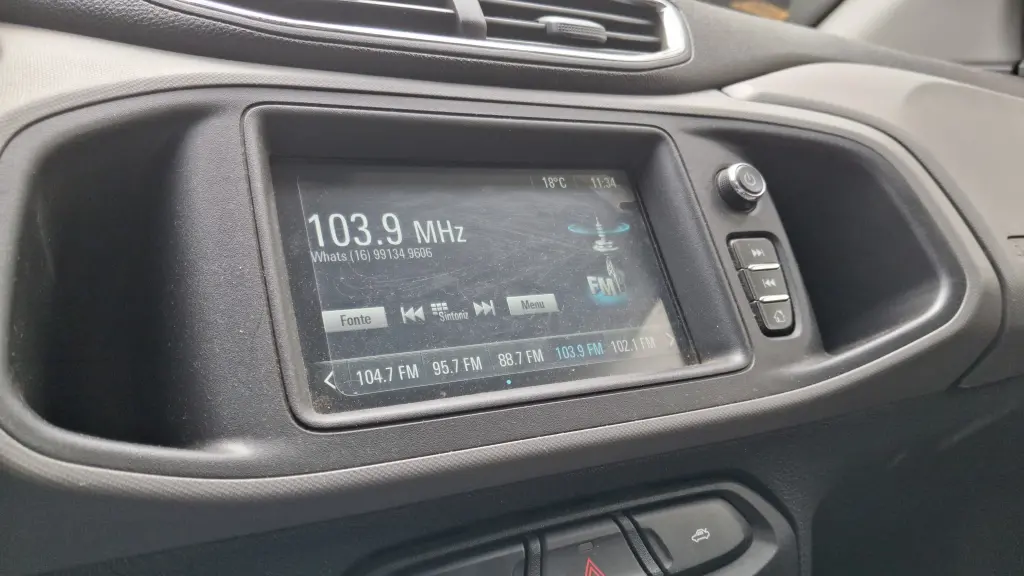 18°C 11:34
103.9 MHz
Whats (16) 99134.9606
FM1
Fonte Sintoniz Menu
104.7 FM 95.7 FM 88.7 FM 103.9 FM 102.1 FM